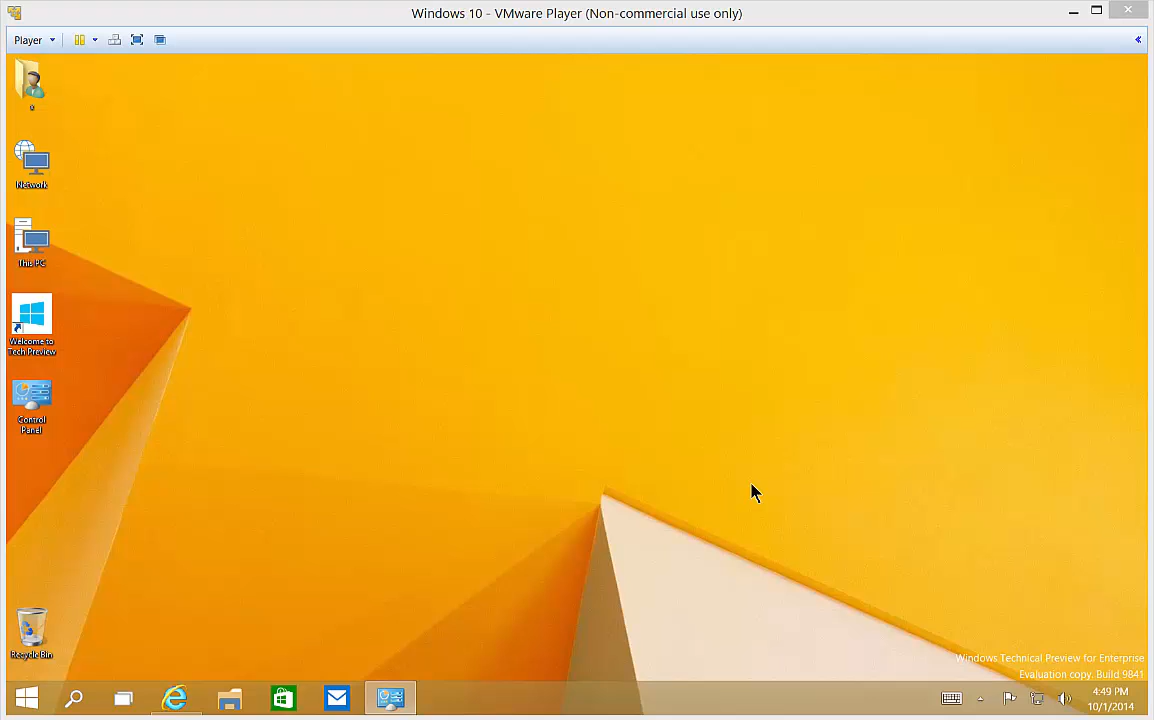 Windows 10 - VMware Player (Non-commercial use only)
Player
Network
This PC
Welcome to
Tech Preview
Control
Panel
Recycle Bin
Windows Technical Preview for Enterprise
Evaluation copy. Build 9841
4:49 PM
10/1/2014